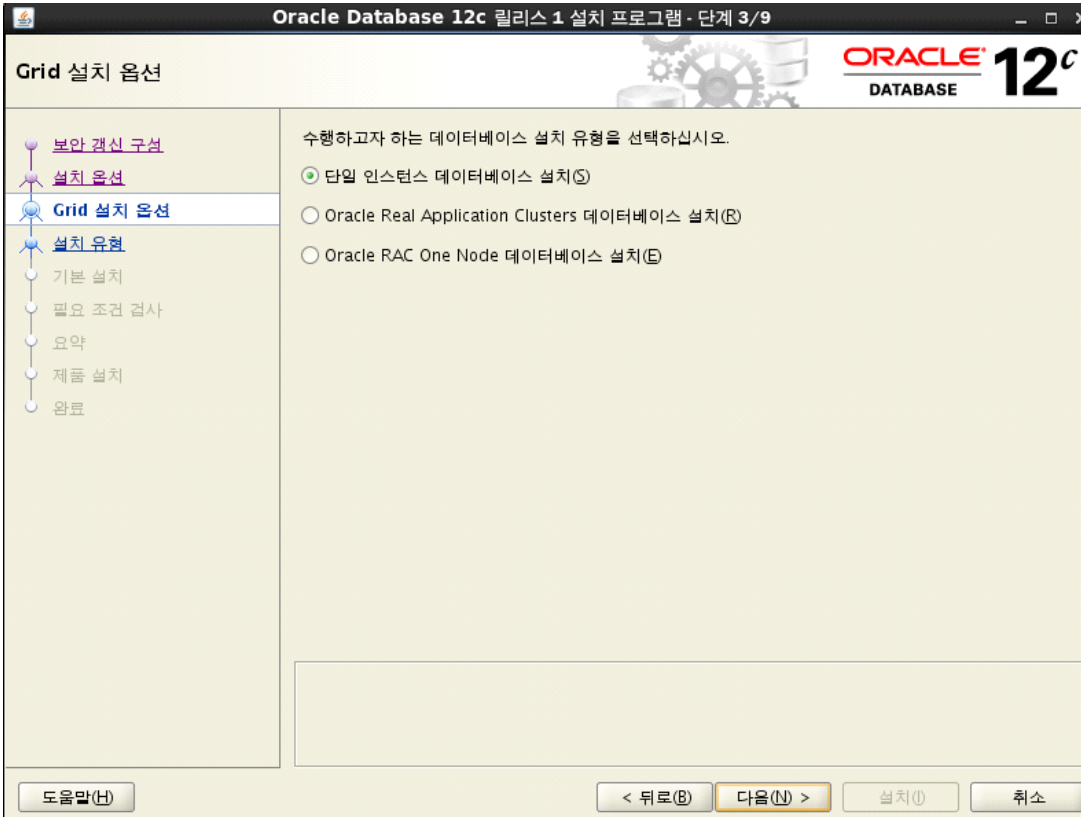 Oracle Database 12c 릴리스 1 설치 프로그램 - 단계 3/9
Grid 설치 옵션
ORACLE
DATABASE
12c
보안 갱신 구성
설치 옵션
Grid 설치 옵션
설치 유형
기본 설치
필요 조건 검사
요약
제품 설치
완료
수행하고자 하는 데이터베이스 설치 유형을 선택하십시오.
단일 인스턴스 데이터베이스 설치(S)
Oracle Real Application Clusters 데이터베이스 설치(R)
Oracle RAC One Node 데이터베이스 설치(E)
도움말(H)
< 뒤로(B)
다음(N) >
설치(I)
취소